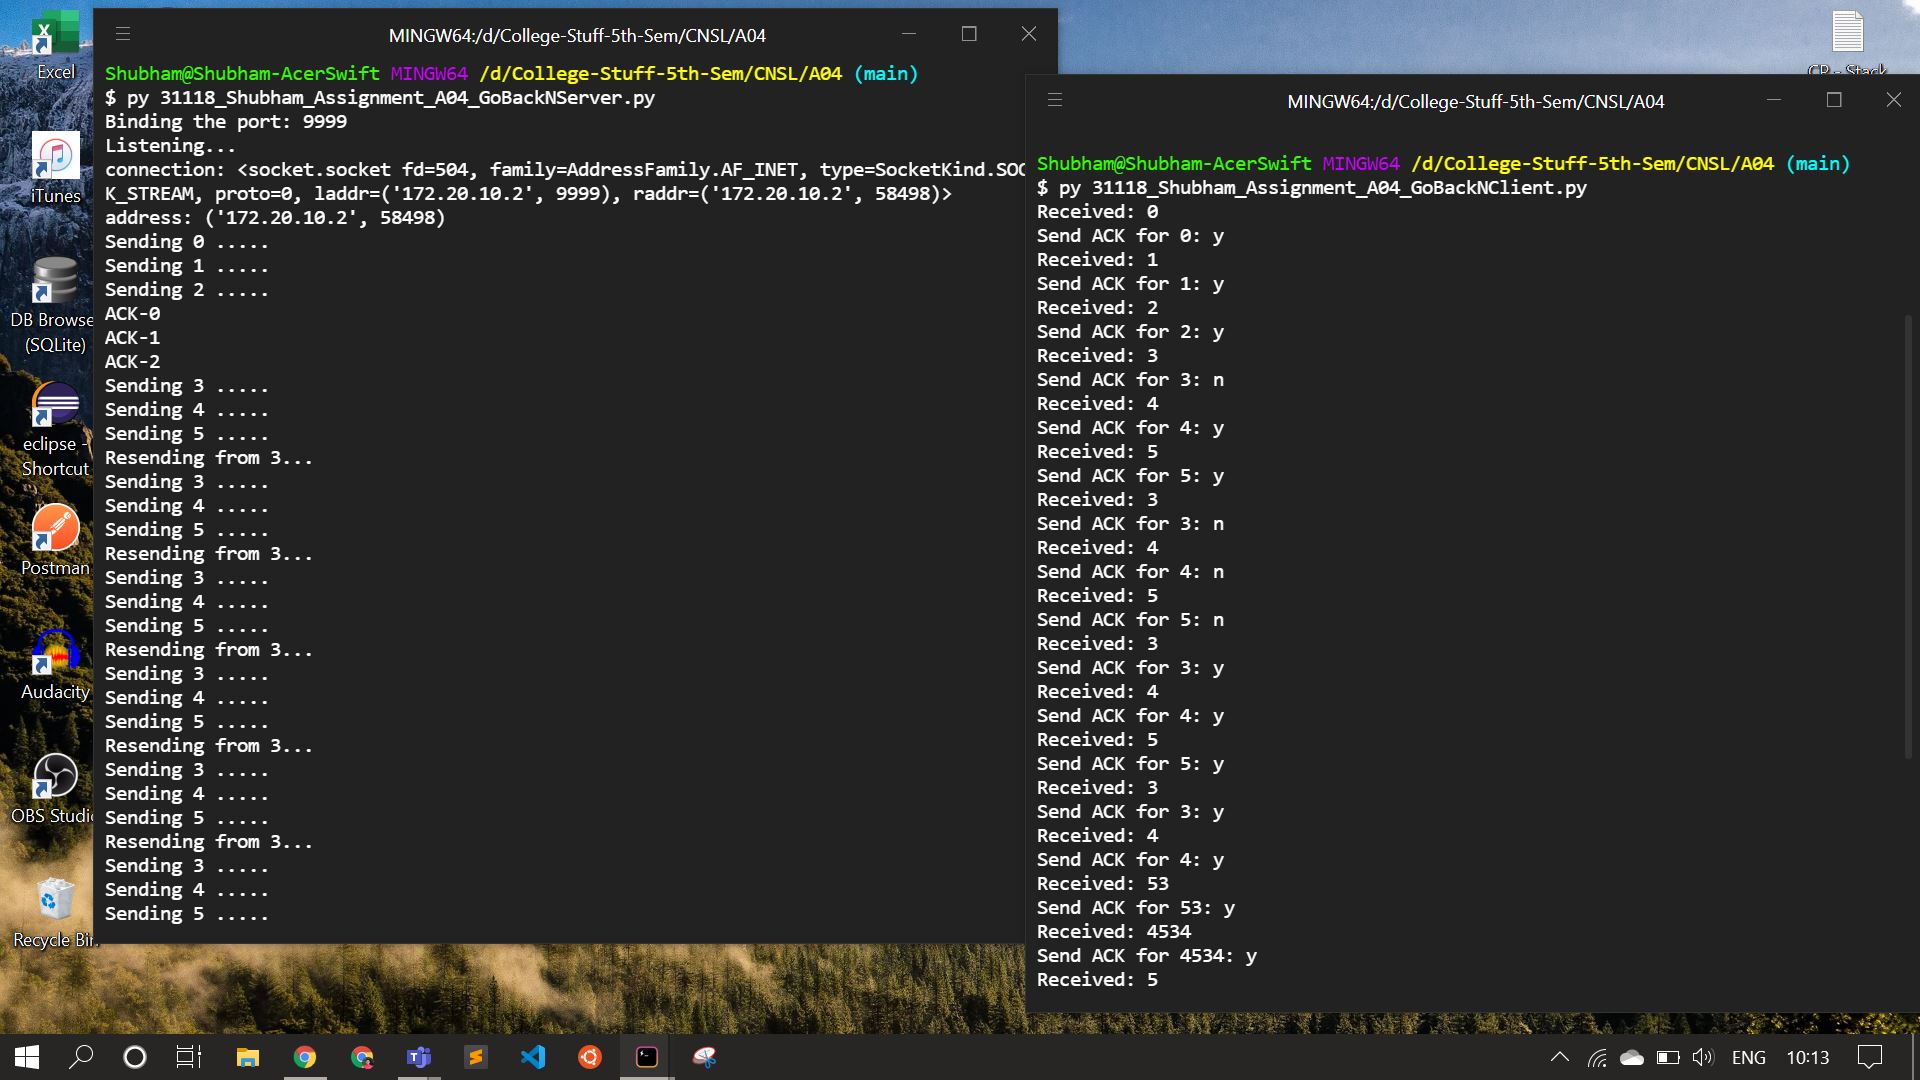 Excel
iTunes
DB Browse
(SQLite)
eclipse -
Shortcut
Postman
Audacity
OBS Studi
Recycle Bin
MINGW64:/d/College-Stuff-5th-Sem/CNSL/A04
Shubham@Shubham-AcerSwift MINGW64 /d/College-Stuff-5th-Sem/CNSL/A04 (main)
$ py 31118_Shubham_Assignment_A04_GoBackNServer.py
Binding the port: 9999
Listening...
connection: <socket.socket fd=504, family=AddressFamily.AF_INET, type=SocketKind.SOC
K_STREAM, proto=0, laddr=('172.20.10.2', 9999), raddr=('172.20.10.2', 58498)>
address: ('172.20.10.2', 58498)
Sending 0 .....
Sending 1 .....
Sending 2 .....
ACK-0
ACK-1
ACK-2
Sending 3 .....
Sending 4 .....
Sending 5 .....
Resending from 3...
Sending 3 .....
Sending 4 .....
Sending 5 .....
Resending from 3...
Sending 3 .....
Sending 4 .....
Sending 5 .....
Resending from 3...
Sending 3 .....
Sending 4 .....
Sending 5 .....
Resending from 3...
Sending 3 .....
Sending 4 .....
Sending 5 .....
Resending from 3...
Sending 3 .....
Sending 4 .....
Sending 5 .....
CP - Stack
MINGW64:/d/College-Stuff-5th-Sem/CNSL/A04
Shubham@Shubham-AcerSwift MINGW64 /d/College-Stuff-5th-Sem/CNSL/A04 (main)
$ py 31118_Shubham_Assignment_A04_GoBackNClient.py
Received: 0
Send ACK for 0: y
Received: 1
Send ACK for 1: y
Received: 2
Send ACK for 2: y
Received: 3
Send ACK for 3: n
Received: 4
Send ACK for 4: y
Received: 5
Send ACK for 5: y
Received: 3
Send ACK for 3: n
Received: 4
Send ACK for 4: n
Received: 5
Send ACK for 5: n
Received: 3
Send ACK for 3: y
Received: 4
Send ACK for 4: y
Received: 5
Send ACK for 5: y
Received: 3
Send ACK for 3: y
Received: 4
Send ACK for 4: y
Received: 53
Send ACK for 53: y
Received: 4534
Send ACK for 4534: y
Received: 5
ENG 10:13